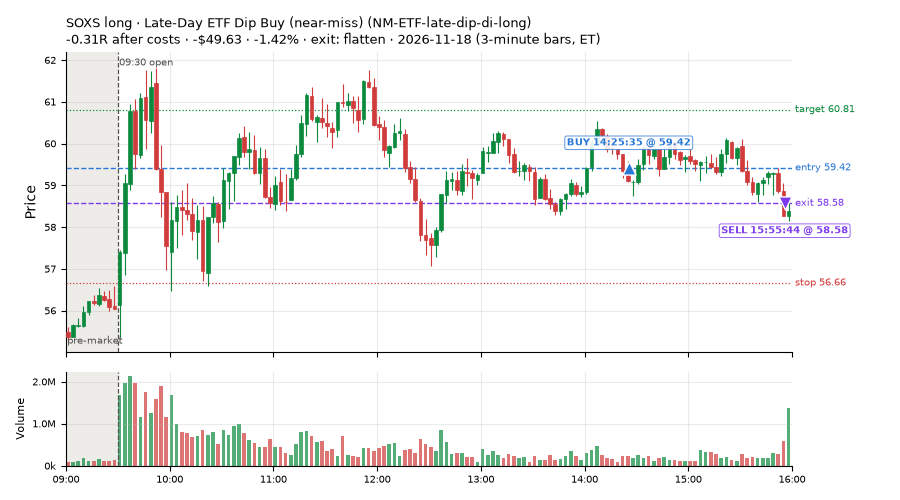 SOXS long · Late-Day ETF Dip Buy (near-miss) (NM-ETF-late-dip-di-long)
-0.31R after costs · -$49.63 · -1.42% · exit: flatten · 2026-11-18 (3-minute bars, ET)
09:30 open
pre-market
Price
62
61
60
59
58
57
56
target 60.81
BUY 14:25:35 @ 59.42
entry 59.42
exit 58.58
SELL 15:55:44 @ 58.58
stop 56.66
Volume
2.0M
1.0M
0k
09:00
10:00
11:00
12:00
13:00
14:00
15:00
16:00